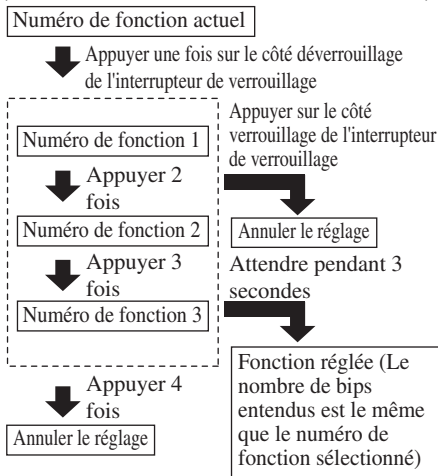 Numéro de fonction actuel
Appuyer une fois sur le côté déverrouillage
de l'interrupteur de verrouillage
Appuyer sur le côté
verrouillage de l'interrupteur
de verrouillage
Numéro de fonction 1
Appuyer 2
fois
Numéro de fonction 2
Annuler le réglage
Appuyer 3
fois
Attendre pendant 3
secondes
Numéro de fonction 3
Fonction réglée (Le
nombre de bips
entendus est le même
que le numéro de
fonction sélectionné)
Appuyer 4
fois
Annuler le réglage